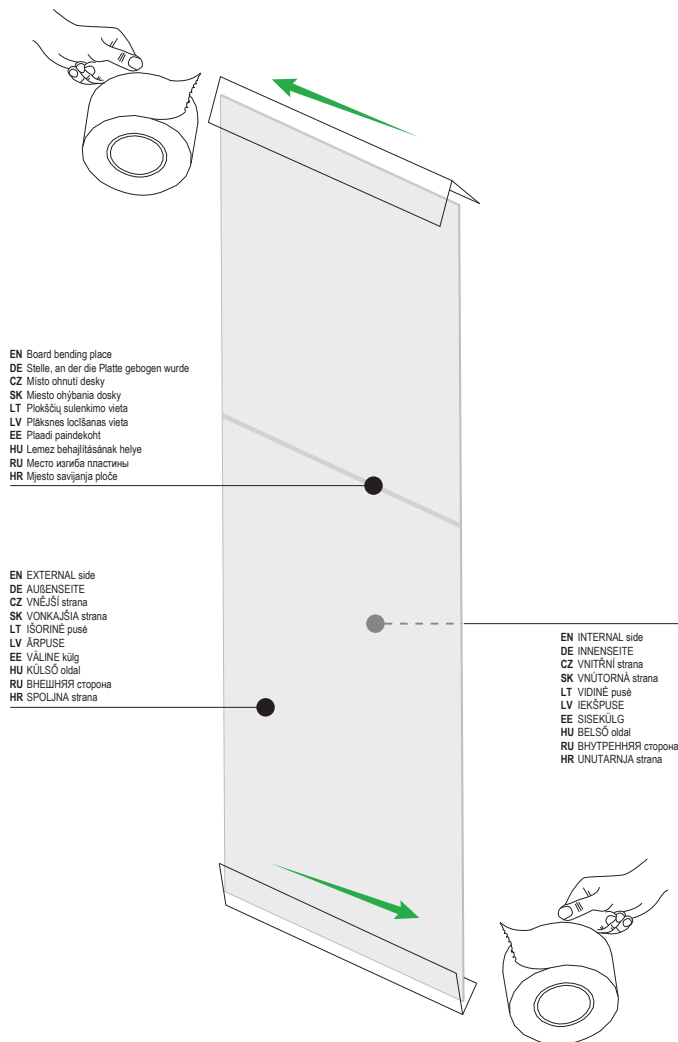 EN Board bending place
DE Stelle, an der die Platte gebogen wurde
CZ Místo ohnutí desky
SK Miesto ohýbania dosky
LT Plokščių sulenkimo vieta
LV Plāksnes locīšanas vieta
EE Plaadi paindekoht
HU Lemez behajlításának helye
RU Место изгиба пластины
HR Mjesto savijanja ploče
EN EXTERNAL side
DE AUßENSEITE
CZ VNĚJŠÍ strana
SK VONKAJŠIA strana
LT IŠORINĖ pusė
LV ĀRPUSE
EE VÄLINE külg
HU KÜLSŐ oldal
RU ВНЕШНЯЯ сторона
HR SPOLJNA strana
EN INTERNAL side
DE INNENSEITE
CZ VNITŘNÍ strana
SK VNÚTORNÁ strana
LT VIDINĖ pusė
LV IEKŠPUSE
EE SISEKÜLG
HU BELSŐ oldal
RU ВНУТРЕННЯЯ сторона
HR UNUTARNJA strana